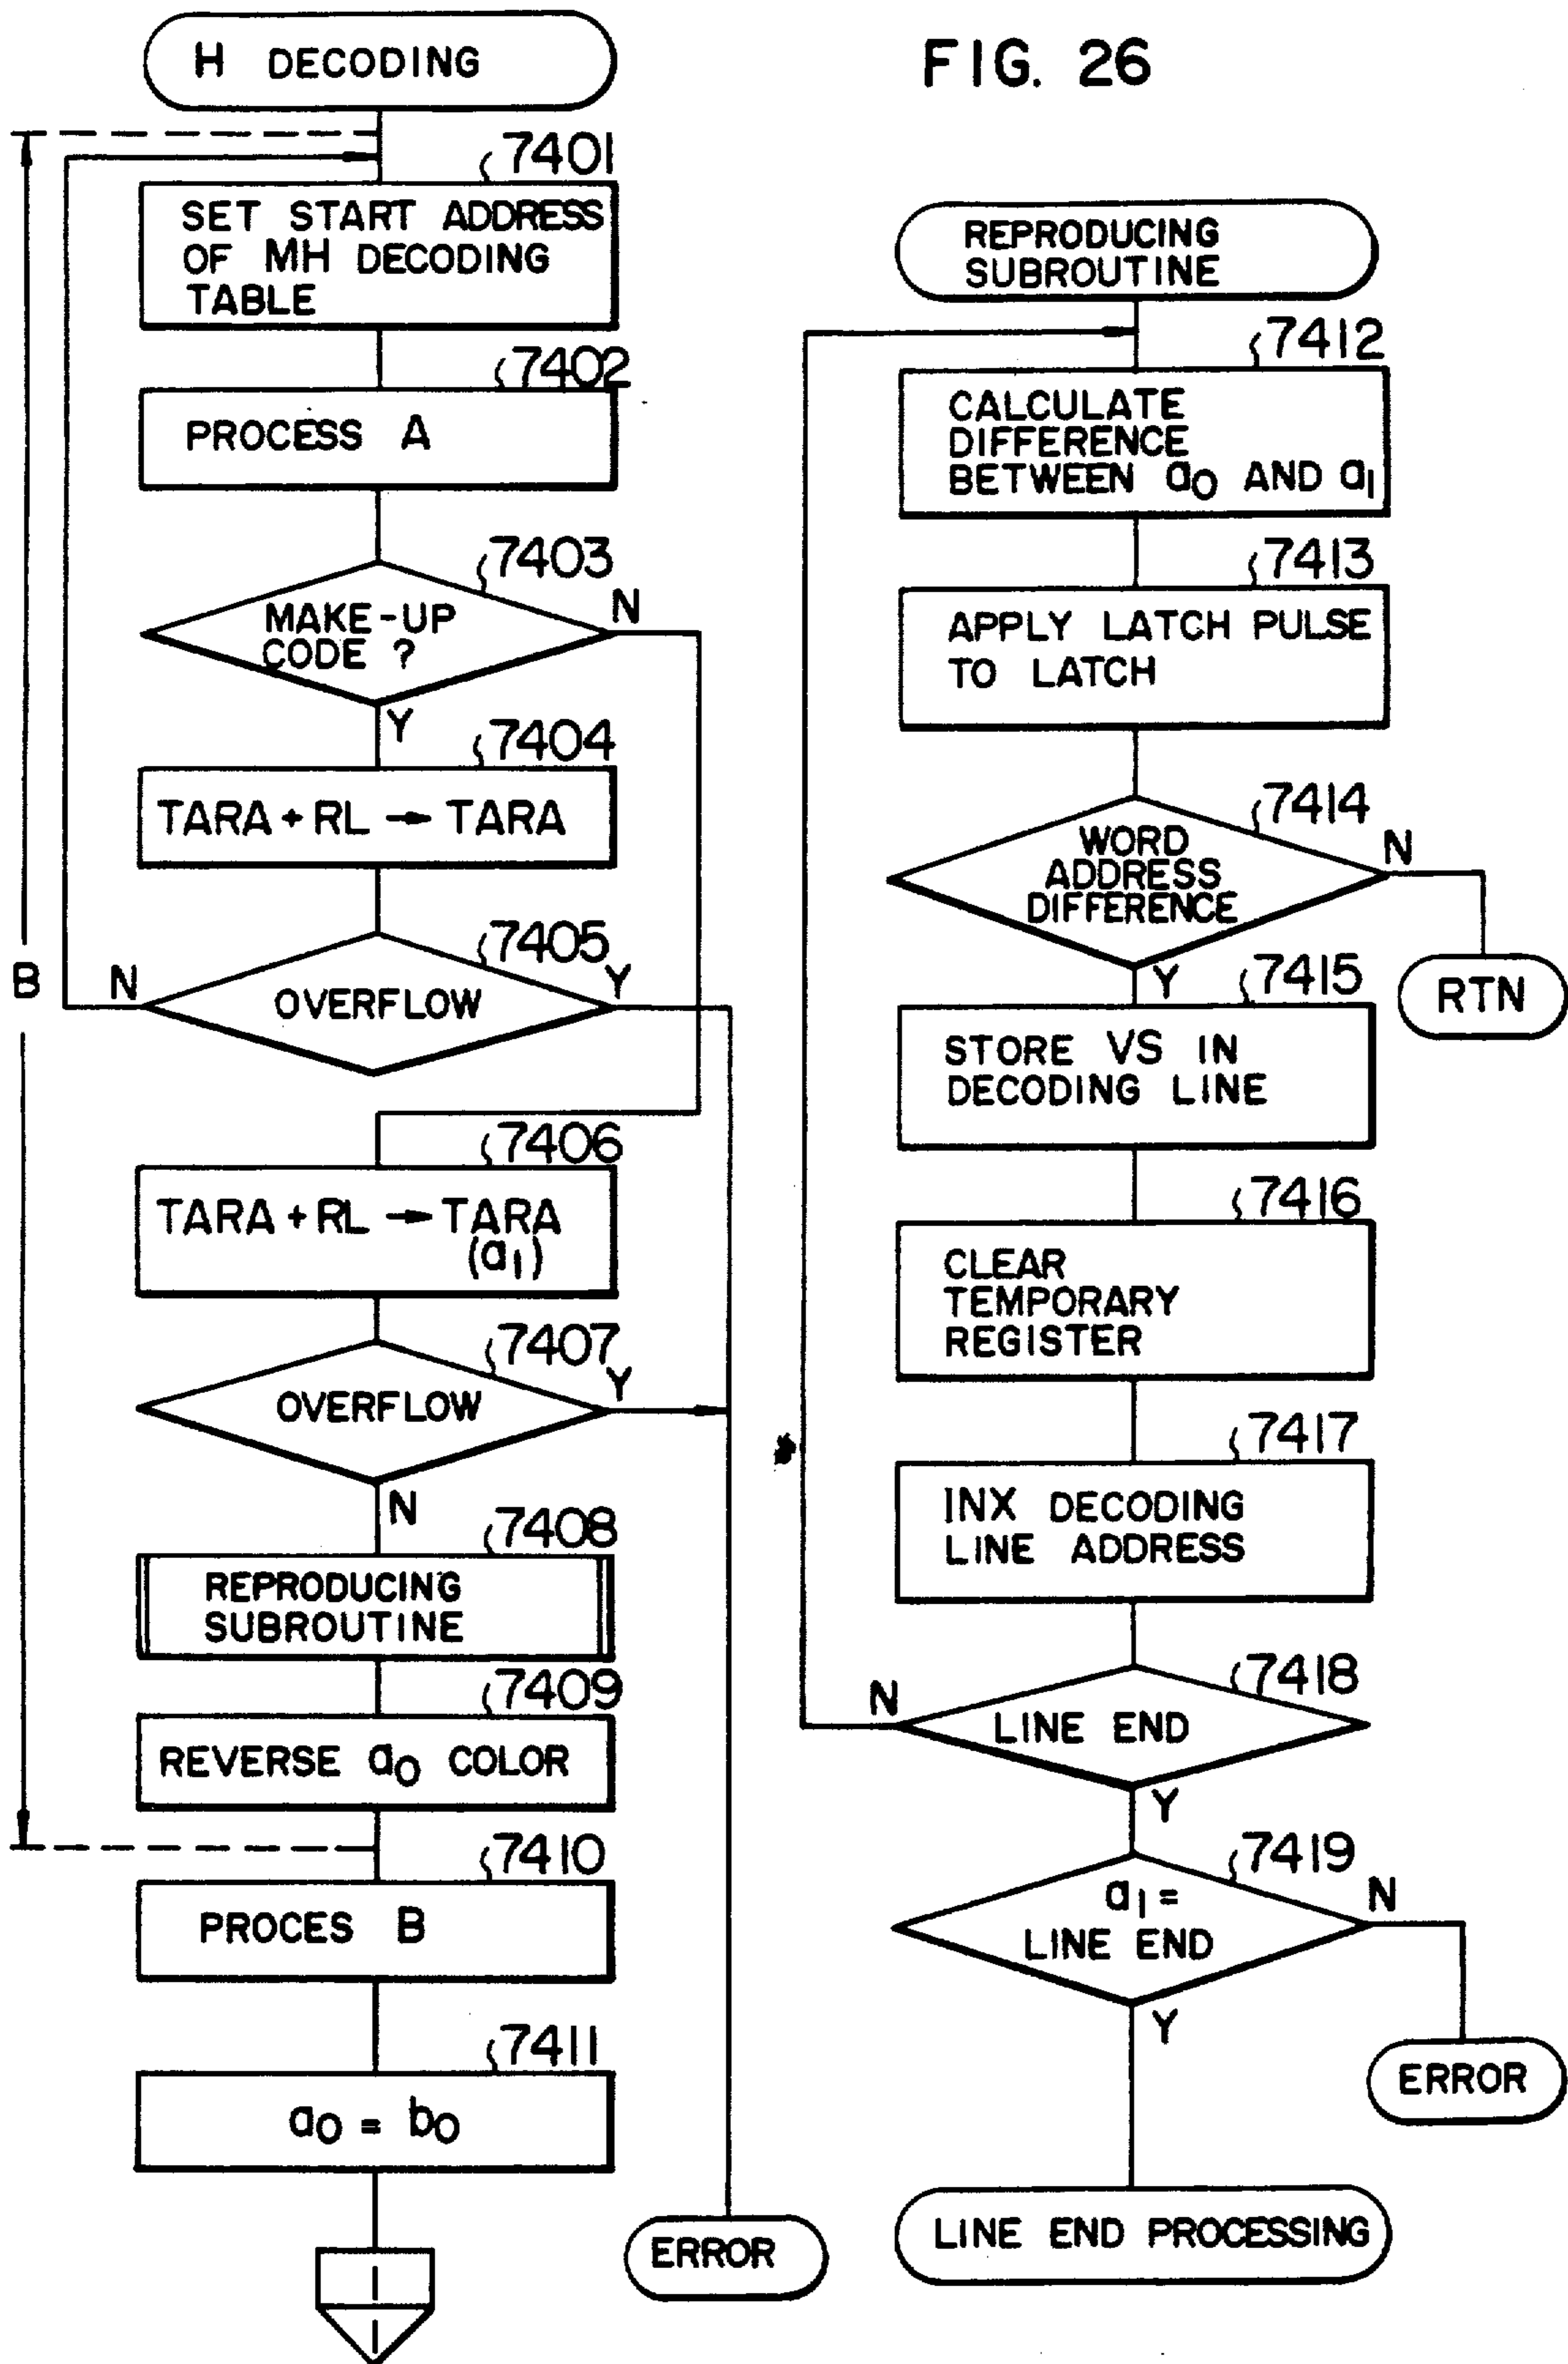 FIG. 26
H DECODING
7401
SET START ADDRESS
OF MH DECODING
TABLE
7402
PROCESS A
7403
MAKE-UP
CODE ?
N
Y
7404
TARA + RL → TARA
7405
OVERFLOW
N
Y
B
7406
TARA + RL → TARA
(a1)
7407
OVERFLOW
Y
N
7408
REPRODUCING
SUBROUTINE
7409
REVERSE a0 COLOR
7410
PROCES B
7411
a0 = b0
ERROR
REPRODUCING
SUBROUTINE
7412
CALCULATE
DIFFERENCE
BETWEEN a0 AND a1
7413
APPLY LATCH PULSE
TO LATCH
7414
WORD
ADDRESS
DIFFERENCE
N
RTN
Y
7415
STORE VS IN
DECODING LINE
7416
CLEAR
TEMPORARY
REGISTER
7417
INX DECODING
LINE ADDRESS
7418
LINE END
N
Y
7419
a1 =
LINE END
N
Y
ERROR
LINE END PROCESSING